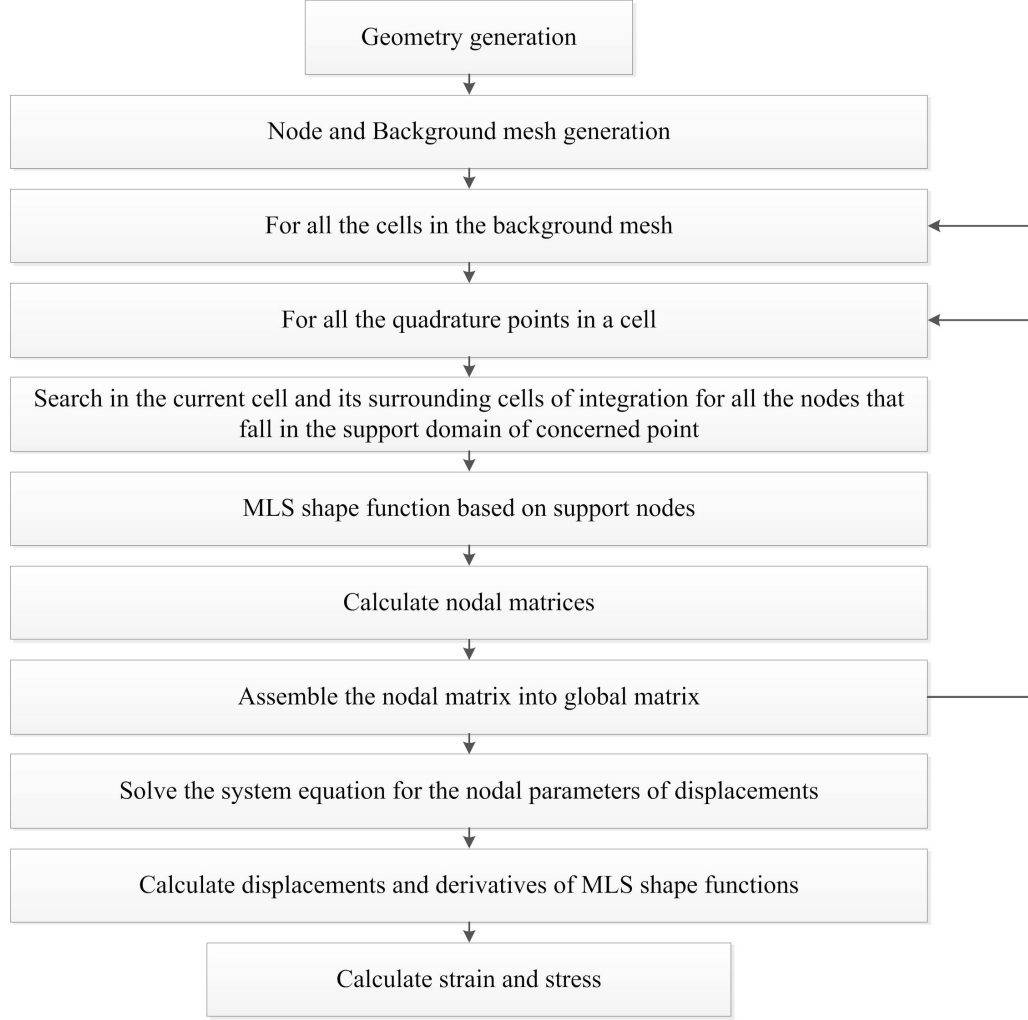 Geometry generation
Node and Background mesh generation
For all the cells in the background mesh
For all the quadrature points in a cell
Search in the current cell and its surrounding cells of integration for all the nodes that
fall in the support domain of concerned point
MLS shape function based on support nodes
Calculate nodal matrices
Assemble the nodal matrix into global matrix
Solve the system equation for the nodal parameters of displacements
Calculate displacements and derivatives of MLS shape functions
Calculate strain and stress